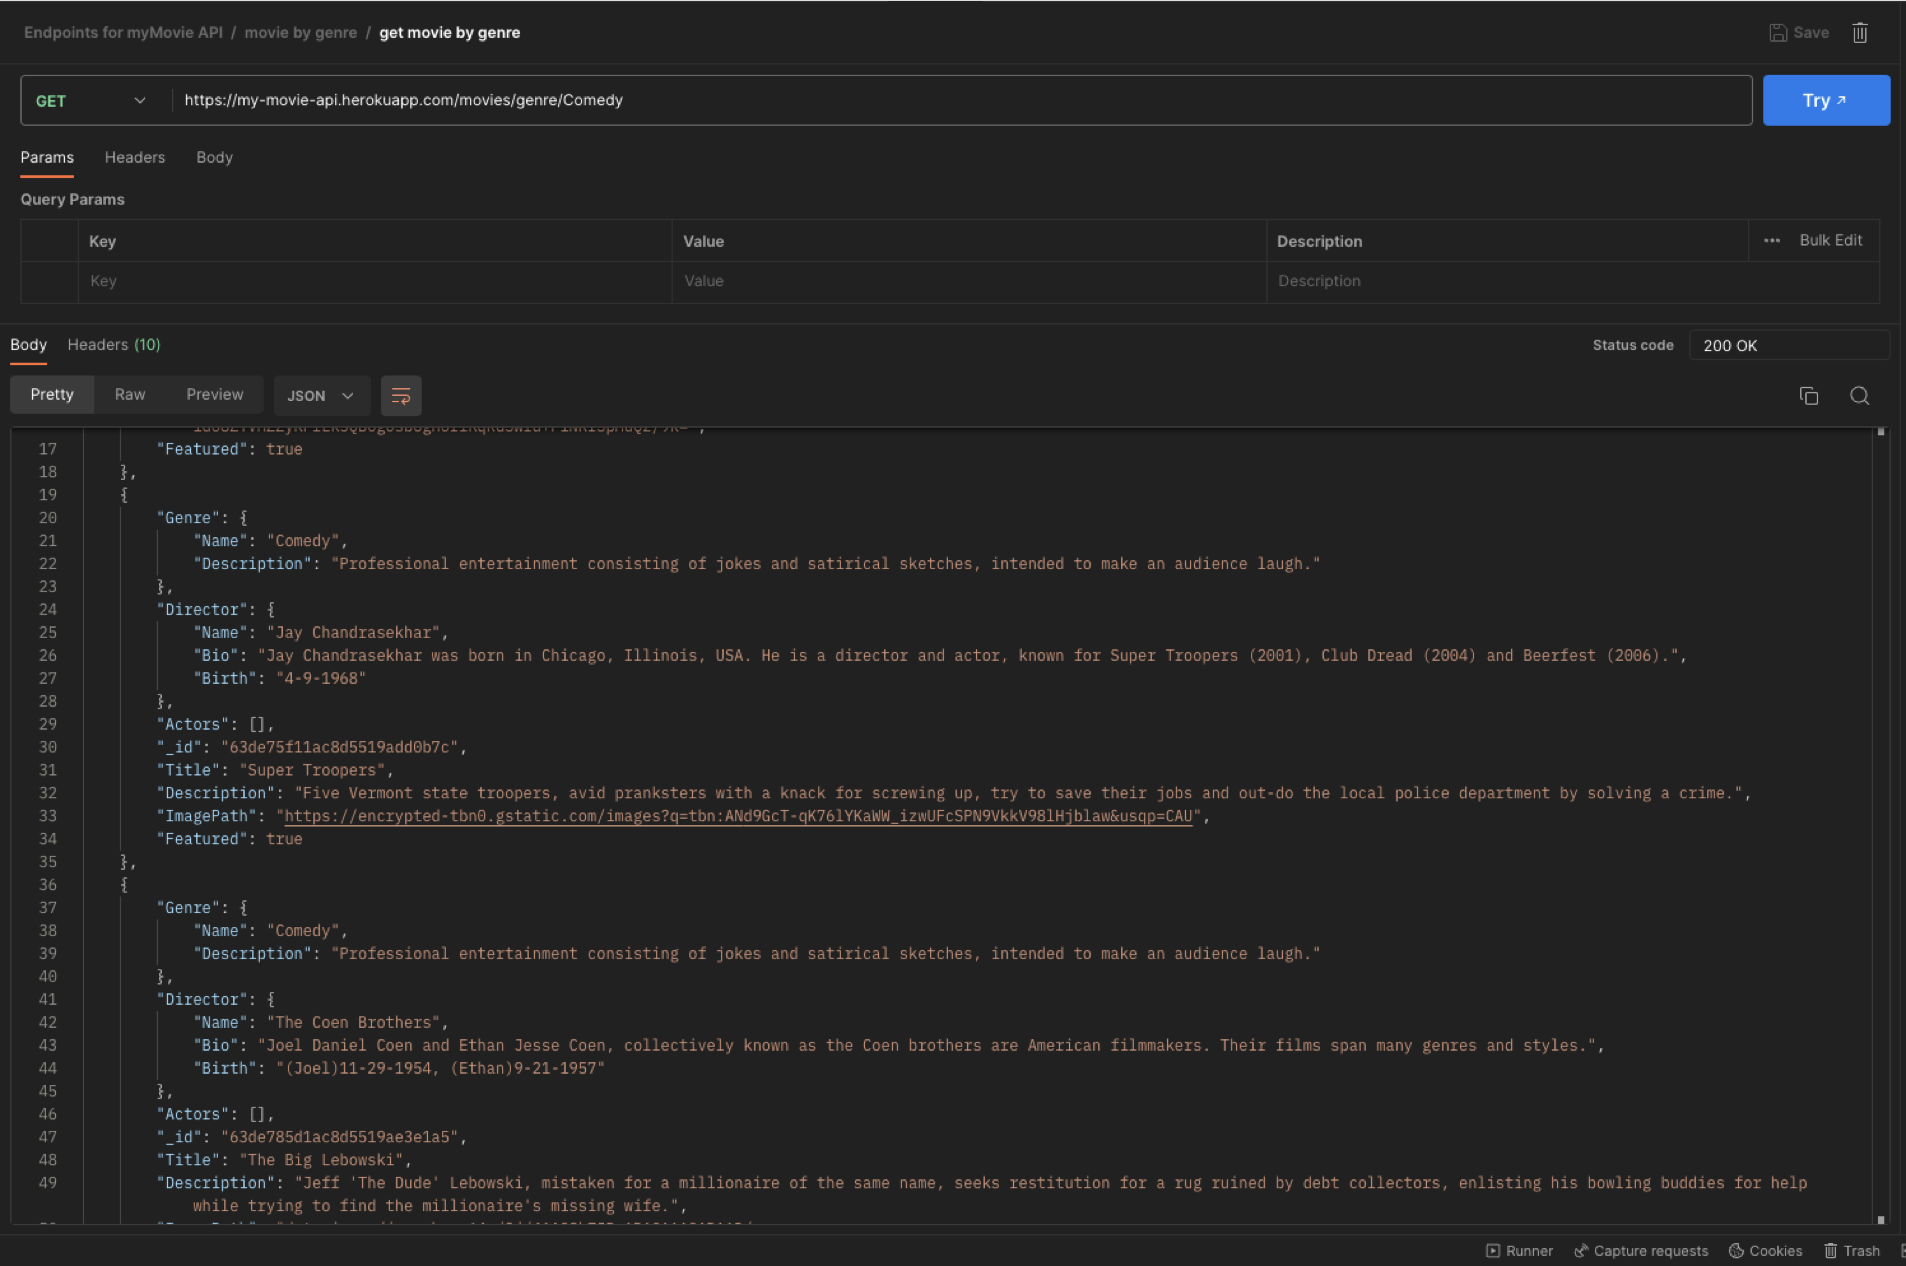 Endpoints for myMovie API / movie by genre / get movie by genre
Save
GET https://my-movie-api.herokuapp.com/movies/genre/Comedy
Try
Params Headers Body
Query Params
Key Value Description ••• Bulk Edit
Key Value Description
Body Headers (10) Status code 200 OK
Pretty Raw Preview JSON
17 "Featured": true
18 },
19 {
20 "Genre": {
21 "Name": "Comedy",
22 "Description": "Professional entertainment consisting of jokes and satirical sketches, intended to make an audience laugh."
23 },
24 "Director": {
25 "Name": "Jay Chandrasekhar",
26 "Bio": "Jay Chandrasekhar was born in Chicago, Illinois, USA. He is a director and actor, known for Super Troopers (2001), Club Dread (2004) and Beerfest (2006).",
27 "Birth": "4-9-1968"
28 },
29 "Actors": [],
30 "_id": "63de75f11ac8d5519add0b7c",
31 "Title": "Super Troopers",
32 "Description": "Five Vermont state troopers, avid pranksters with a knack for screwing up, try to save their jobs and out-do the local police department by solving a crime.",
33 "ImagePath": "https://encrypted-tbn0.gstatic.com/images?q=tbn:ANd9GcT-qK76lYKaWW_izwUFcSPN9VkkV98lHjblaw&usqp=CAU",
34 "Featured": true
35 },
36 {
37 "Genre": {
38 "Name": "Comedy",
39 "Description": "Professional entertainment consisting of jokes and satirical sketches, intended to make an audience laugh."
40 },
41 "Director": {
42 "Name": "The Coen Brothers",
43 "Bio": "Joel Daniel Coen and Ethan Jesse Coen, collectively known as the Coen brothers are American filmmakers. Their films span many genres and styles.",
44 "Birth": "(Joel)11-29-1954, (Ethan)9-21-1957"
45 },
46 "Actors": [],
47 "_id": "63de785d1ac8d5519ae3e1a5",
48 "Title": "The Big Lebowski",
49 "Description": "Jeff 'The Dude' Lebowski, mistaken for a millionaire of the same name, seeks restitution for a rug ruined by debt collectors, enlisting his bowling buddies for help
while trying to find the millionaire's missing wife.",
Runner Capture requests Cookies Trash